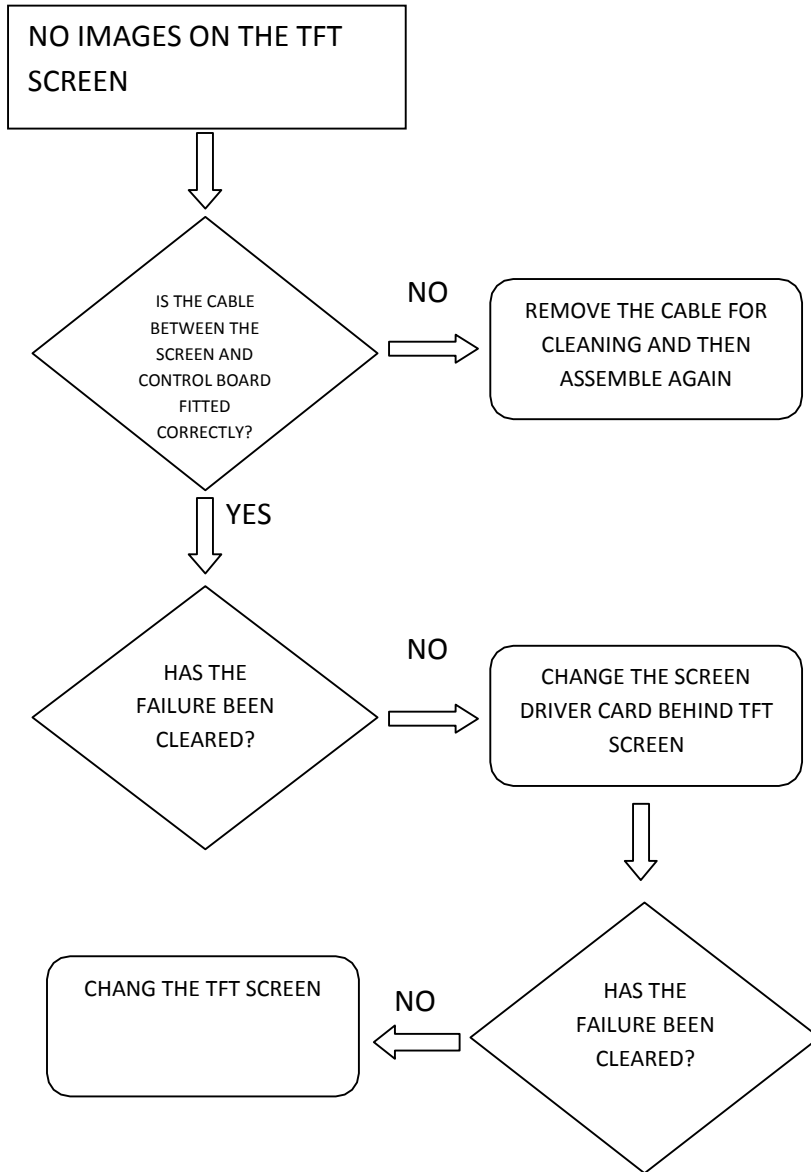 NO IMAGES ON THE TFT
SCREEN
IS THE CABLE
BETWEEN THE
SCREEN AND
CONTROL BOARD
FITTED
CORRECTLY?
NO
REMOVE THE CABLE FOR
CLEANING AND THEN
ASSEMBLE AGAIN
YES
HAS THE
FAILURE BEEN
CLEARED?
NO
CHANGE THE SCREEN
DRIVER CARD BEHIND TFT
SCREEN
HAS THE
FAILURE BEEN
CLEARED?
NO
CHANG THE TFT SCREEN